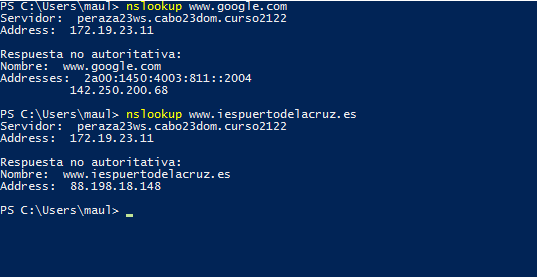 PS C:\Users\maul> nslookup www.google.com
Servidor:  peraza23ws.cabo23dom.curso2122
Address:  172.19.23.11

Respuesta no autoritativa:
Nombre:  www.google.com
Addresses:  2a00:1450:4003:811::2004
          142.250.200.68

PS C:\Users\maul> nslookup www.iespuertodelacruz.es
Servidor:  peraza23ws.cabo23dom.curso2122
Address:  172.19.23.11

Respuesta no autoritativa:
Nombre:  www.iespuertodelacruz.es
Address:  88.198.18.148

PS C:\Users\maul>